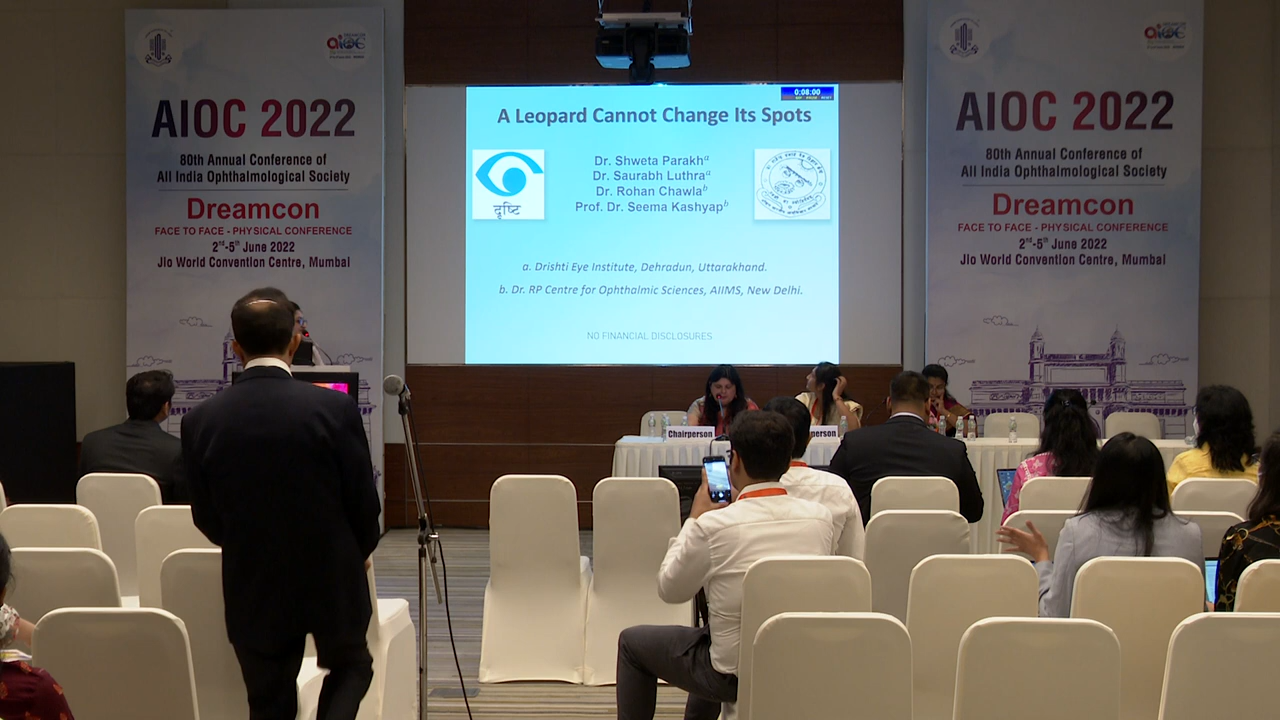 AIOC 2022
80th Annual Conference of
All India Ophthalmological Society
Dreamcon
FACE TO FACE - PHYSICAL CONFERENCE
2nd-5th June 2022
Jio World Convention Centre, Mumbai
0:08:00
A Leopard Cannot Change Its Spots
दृष्टि
Dr. Shweta Parakh a
Dr. Saurabh Luthra a
Dr. Rohan Chawla b
Prof. Dr. Seema Kashyap b
a. Drishti Eye Institute, Dehradun, Uttarakhand.
b. Dr. RP Centre for Ophthalmic Sciences, AIIMS, New Delhi.
NO FINANCIAL DISCLOSURES
AIOC 2022
80th Annual Conference of
All India Ophthalmological Society
Dreamcon
FACE TO FACE - PHYSICAL CONFERENCE
2nd-5th June 2022
Jio World Convention Centre, Mumbai
Chairperson
person